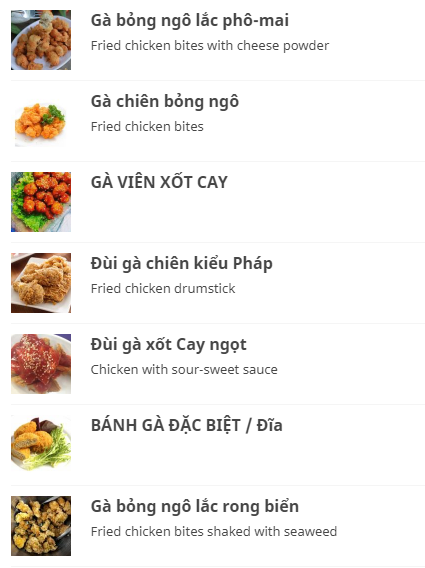 Gà bỏng ngô lắc phô-mai
Fried chicken bites with cheese powder
Gà chiên bỏng ngô
Fried chicken bites
GÀ VIÊN XỐT CAY
Đùi gà chiên kiểu Pháp
Fried chicken drumstick
Đùi gà xốt Cay ngọt
Chicken with sour-sweet sauce
BÁNH GÀ ĐẶC BIỆT / Đĩa
Gà bỏng ngô lắc rong biển
Fried chicken bites shaked with seaweed